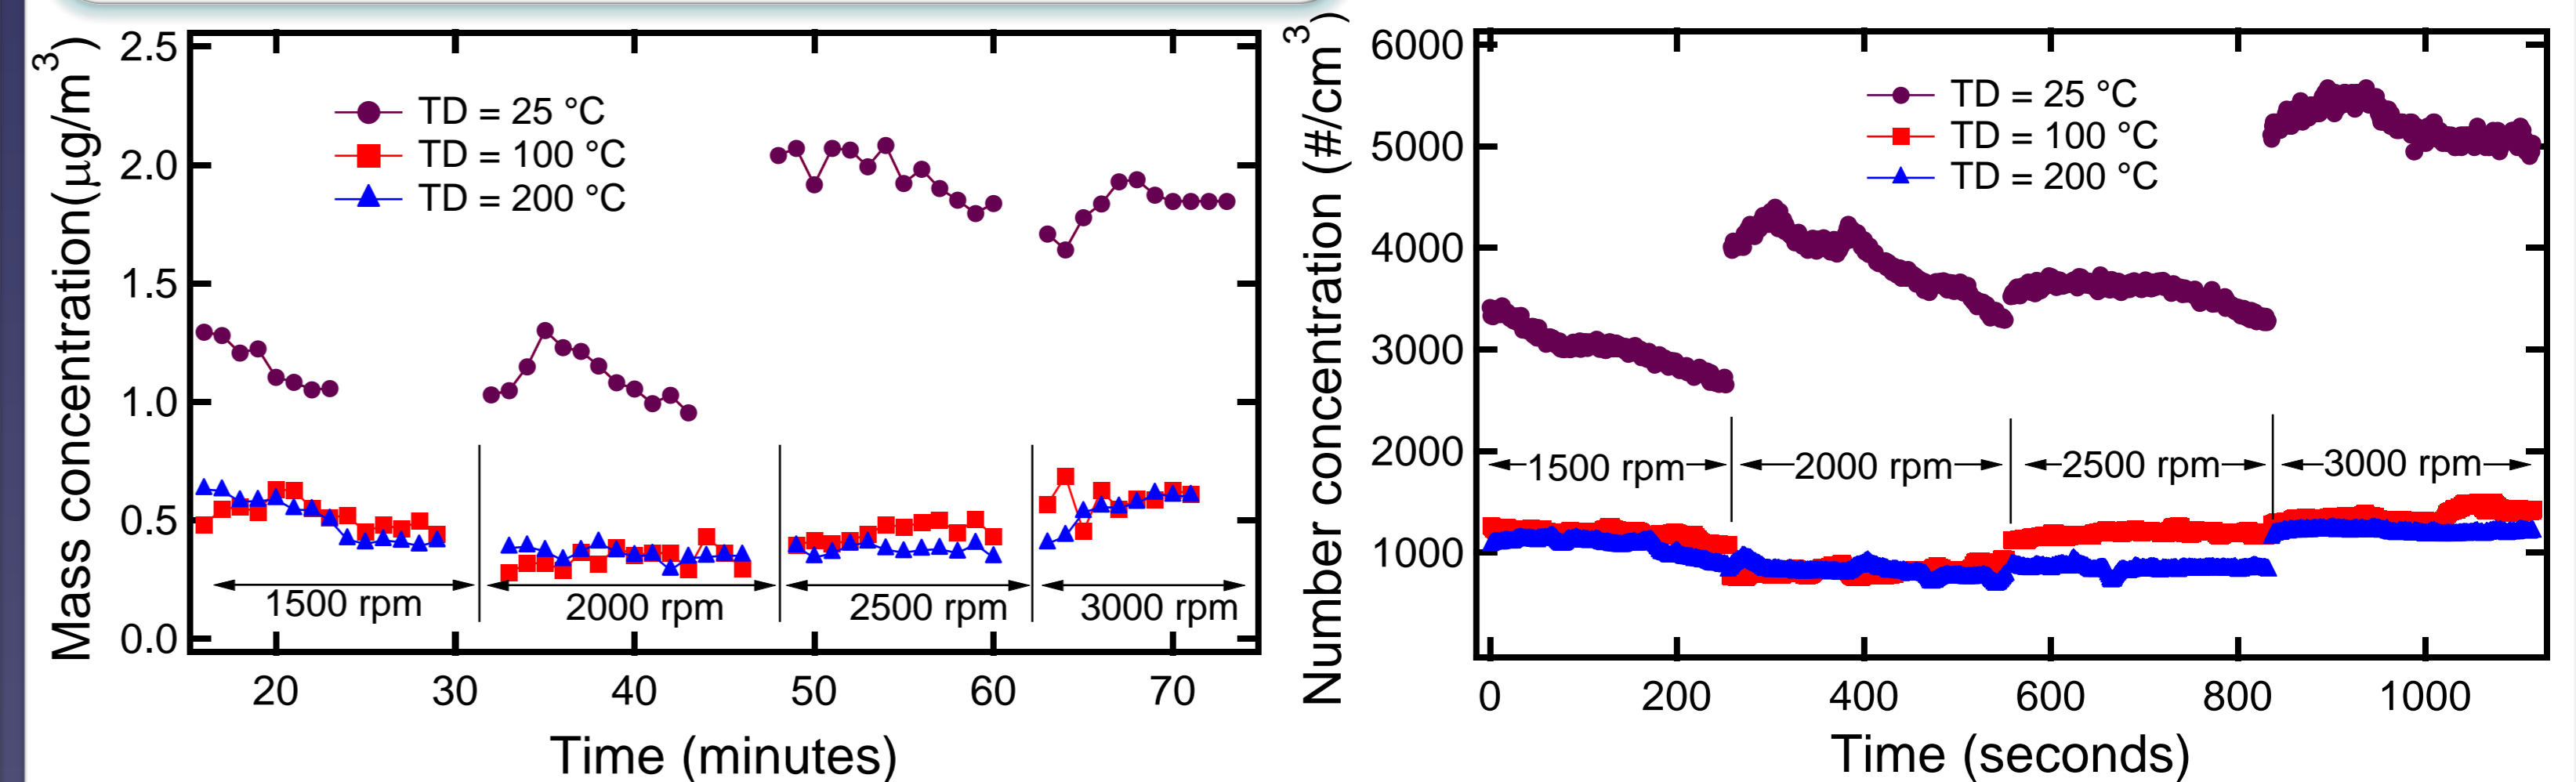 Mass concentration(µg/m³)
2.5
2.0
1.5
1.0
0.5
0.0
TD = 25 °C
TD = 100 °C
TD = 200 °C
1500 rpm
2000 rpm
2500 rpm
3000 rpm
20 30 40 50 60 70
Time (minutes)
Number concentration (#/cm³)
6000
5000
4000
3000
2000
1000
TD = 25 °C
TD = 100 °C
TD = 200 °C
1500 rpm
2000 rpm
2500 rpm
3000 rpm
0 200 400 600 800 1000
Time (seconds)